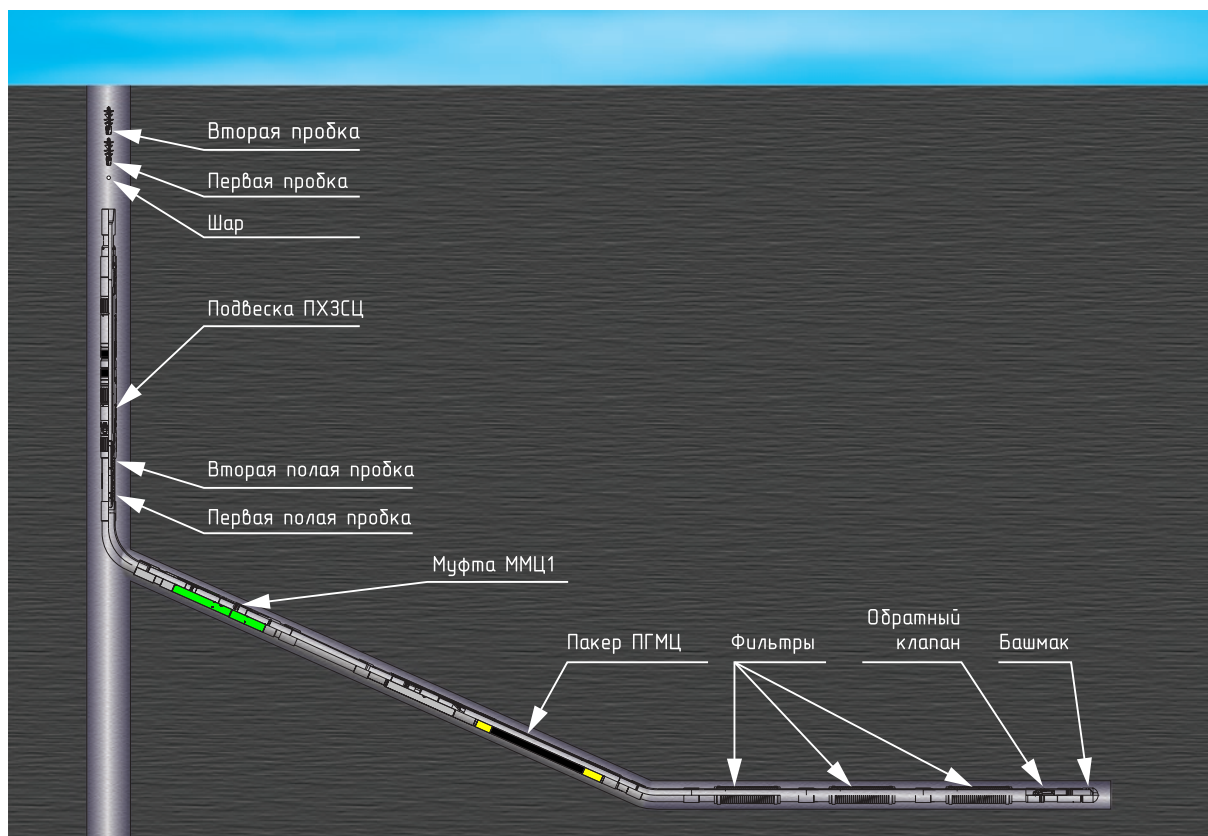 Вторая пробка
Первая пробка
Шар
Подвеска ПХЗСЦ
Вторая полая пробка
Первая полая пробка
Муфта ММЦ1
Пакер ПГМЦ
Фильтры
Обратный
клапан
Башмак